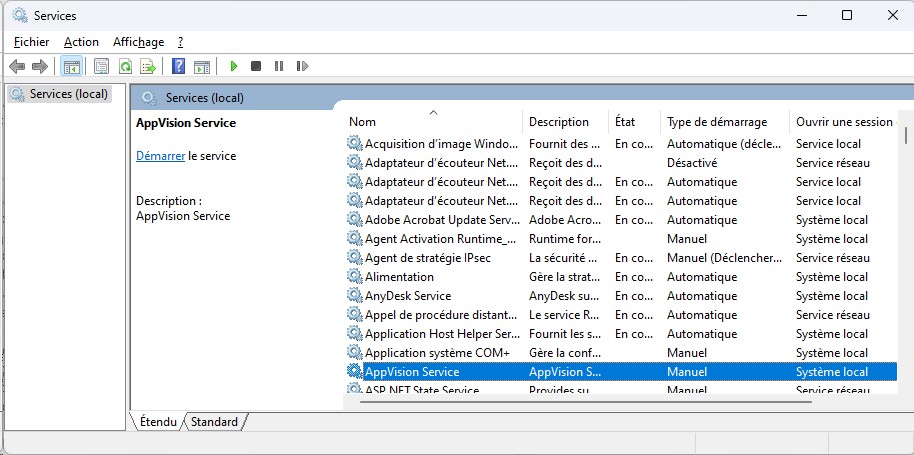 Services
Fichier Action Affichage ?
Services (local)
Services (local)
AppVision Service
Démarrer le service
Description :
AppVision Service
Nom Description État Type de démarrage Ouvrir une session
Acquisition d'image Windo... Fournit des ... En co... Automatique (décle... Service local
Adaptateur d'écouteur Net.... Reçoit des d... Désactivé Service réseau
Adaptateur d'écouteur Net.... Reçoit des d... En co... Automatique Service local
Adaptateur d'écouteur Net.... Reçoit des d... En co... Automatique Service local
Adobe Acrobat Update Serv... Adobe Acro... En co... Automatique Système local
Agent Activation Runtime_... Runtime for... Manuel Système local
Agent de stratégie IPsec La sécurité ... En co... Manuel (Déclencher... Service réseau
Alimentation Gère la strat... En co... Automatique Système local
AnyDesk Service AnyDesk su... En co... Automatique Système local
Appel de procédure distant... Le service R... En co... Automatique Service réseau
Application Host Helper Ser... Fournit les s... En co... Automatique Système local
Application système COM+ Gère la conf... Manuel Système local
AppVision Service AppVision S... Manuel Système local
ASP.NET State Service Provides su... Manuel Service réseau
Étendu Standard